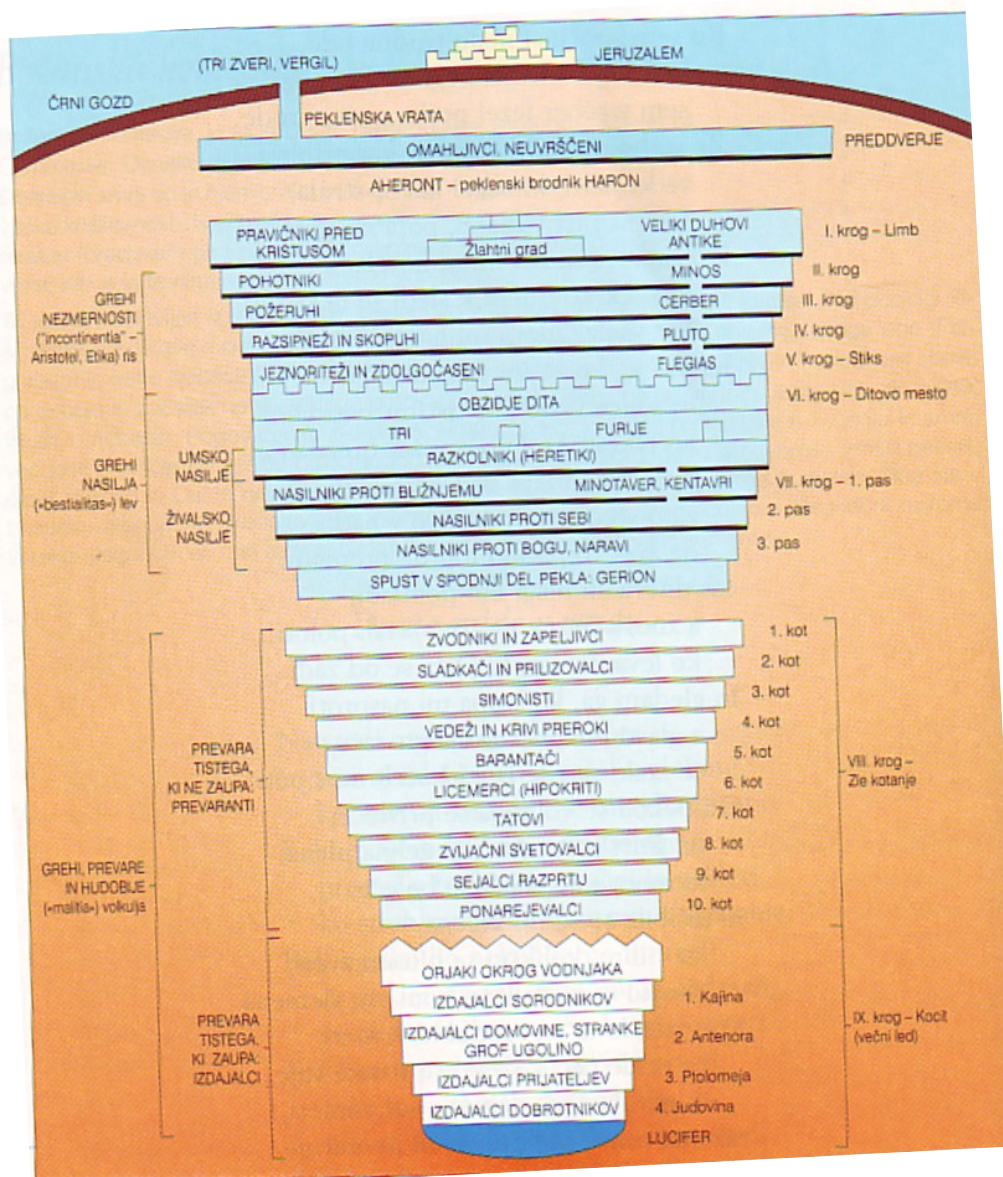 (TRI ZVERI, VERGIL)
JERUZALEM
ČRNI GOZD
PEKLENSKA VRATA
OMAHLJIVCI, NEUVRŠČENI
PREDDVERJE
AHERONT – peklenski brodnik HARON
PRAVIČNIKI PRED
KRISTUSOM
Žlahtni grad
VELIKI DUHOVI
ANTIKE
I. krog – Limb
POHOTNIKI
MINOS
II. krog
POŽERUHI
CERBER
III. krog
RAZSIPNEŽI IN SKOPUHI
PLUTO
IV. krog
JEZNORITEŽI IN ZDOLGOČASENI
FLEGIAS
V. krog – Stiks
GREHI
NEZMERNOSTI
("incontinentia" –
Aristotel, Etika) ris
OBZIDJE DITA
VI. krog – Ditovo mesto
TRI
FURIJE
RAZKOLNIKI (HERETIKI)
UMSKO
NASILJE
GREHI
NASILJA
(»bestialitas«) lev
NASILNIKI PROTI BLIŽNJEMU
MINOTAVER, KENTAVRI
VII. krog – 1. pas
ŽIVALSKO
NASILJE
NASILNIKI PROTI SEBI
2. pas
NASILNIKI PROTI BOGU, NARAVI
3. pas
SPUST V SPODNJI DEL PEKLA: GERION
ZVODNIKI IN ZAPELJIVCI
1. kot
SLADKAČI IN PRILIZOVALCI
2. kot
SIMONISTI
3. kot
VEDEŽI IN KRIVI PREROKI
4. kot
BARANTAČI
5. kot
LICEMERCI (HIPOKRITI)
6. kot
TATOVI
7. kot
ZVIJAČNI SVETOVALCI
8. kot
SEJALCI RAZPRTIJ
9. kot
PONAREJEVALCI
10. kot
PREVARA
TISTEGA,
KI NE ZAUPA:
PREVARANTI
VIII. krog –
Zle kotanje
GREHI, PREVARE
IN HUDOBIJE
(»malitia«) volkulja
ORJAKI OKROG VODNJAKA
IZDAJALCI SORODNIKOV
1. Kajina
IZDAJALCI DOMOVINE, STRANKE
GROF UGOLINO
2. Antenora
IZDAJALCI PRIJATELJEV
3. Ptolomeja
IZDAJALCI DOBROTNIKOV
4. Judovina
LUCIFER
PREVARA
TISTEGA,
KI ZAUPA:
IZDAJALCI
IX. krog – Kocit
(večni led)